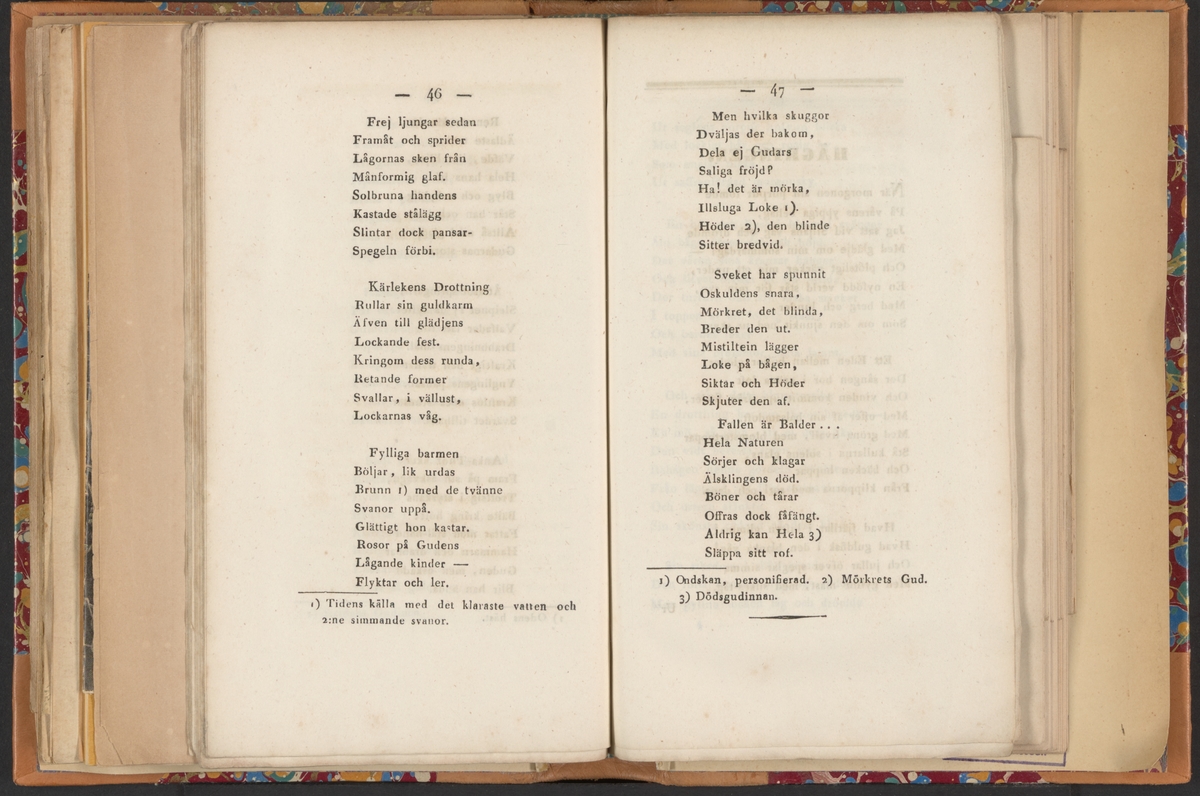 — 46 —
Frej ljungar sedan
Framåt och sprider
Lågornas sken från
Månformig glaf.
Solbruna handens
Kastade stålägg
Slintar dock pansar-
Spegeln förbi.
Kärlekens Drottning
Rullar sin guldkarm
Äfven till glädjens
Lockande fest.
Kringom dess runda,
Retande former
Svallar, i vällust,
Lockarnas våg.
Fylliga barmen
Böljar, lik urdas
Brunn 1) med de tvänne
Svanor uppå.
Glättigt hon kastar.
Rosor på Gudens
Lågande kinder —
Flyktar och ler.
1) Tidens källa med det klaraste vatten och
2:ne simmande svanor.
— 47 —
Men hvilka skuggor
Dväljas der bakom,
Dela ej Gudars
Saliga fröjd?
Ha! det är mörka,
Illsluga Loke 1).
Höder 2), den blinde
Sitter bredvid.
Sveket har spunnit
Oskuldens snara,
Mörkret, det blinda,
Breder den ut.
Mistiltein lägger
Loke på bågen,
Siktar och Höder
Skjuter den af.
Fallen är Balder . . .
Hela Naturen
Sörjer och klagar
Älsklingens död.
Böner och tårar
Offras dock fåfängt.
Aldrig kan Hela 3)
Släppa sitt rof.
1) Ondskan, personifierad. 2) Mörkrets Gud.
3) Dödsgudinnan.